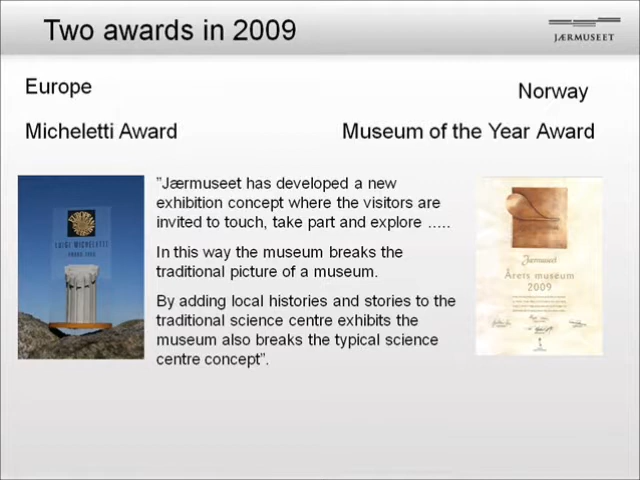 Two awards in 2009
JÆRMUSEET
Europe
Norway
Micheletti Award
Museum of the Year Award
”Jærmuseet has developed a new
exhibition concept where the visitors are
invited to touch, take part and explore .....
In this way the museum breaks the
traditional picture of a museum.
By adding local histories and stories to the
traditional science centre exhibits the
museum also breaks the typical science
centre concept”.
LUIGI MICHELETTI
Jærmuseet
Årets museum
2009